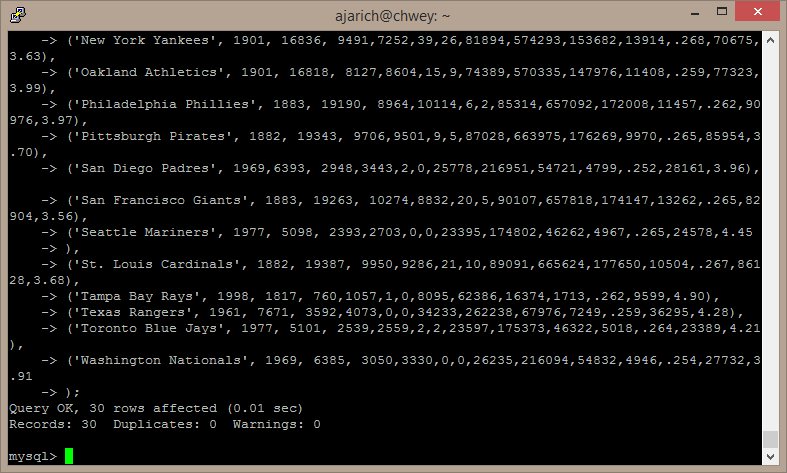 ajarich@chwey: ~
    -> ('New York Yankees', 1901, 16836,  9491,7252,39,26,81894,574293,153682,13914,.268,70675,
3.63),
    -> ('Oakland Athletics', 1901, 16818, 8127,8604,15,9,74389,570335,147976,11408,.259,77323,
3.99),
    -> ('Philadelphia Phillies', 1883, 19190, 8964,10114,6,2,85314,657092,172008,11457,.262,90
976,3.97),
    -> ('Pittsburgh Pirates', 1882, 19343, 9706,9501,9,5,87028,663975,176269,9970,.265,85954,3
.70),
    -> ('San Diego Padres', 1969,6393, 2948,3443,2,0,25778,216951,54721,4799,.252,28161,3.96),
    -> ('San Francisco Giants', 1883, 19263, 10274,8832,20,5,90107,657818,174147,13262,.265,82
904,3.56),
    -> ('Seattle Mariners', 1977, 5098, 2393,2703,0,0,23395,174802,46262,4967,.265,24578,4.45
    -> ),
    -> ('St. Louis Cardinals', 1882, 19387, 9950,9286,21,10,89091,665624,177650,10504,.267,861
28,3.68),
    -> ('Tampa Bay Rays', 1998, 1817, 760,1057,1,0,8095,62386,16374,1713,.262,9599,4.90),
    -> ('Texas Rangers', 1961, 7671, 3592,4073,0,0,34233,262238,67976,7249,.259,36295,4.28),
    -> ('Toronto Blue Jays', 1977, 5101, 2539,2559,2,2,23597,175373,46322,5018,.264,23389,4.21
),
    -> ('Washington Nationals', 1969, 6385, 3050,3330,0,0,26235,216094,54832,4946,.254,27732,3
.91
    -> );
Query OK, 30 rows affected (0.01 sec)
Records: 30  Duplicates: 0  Warnings: 0
mysql>